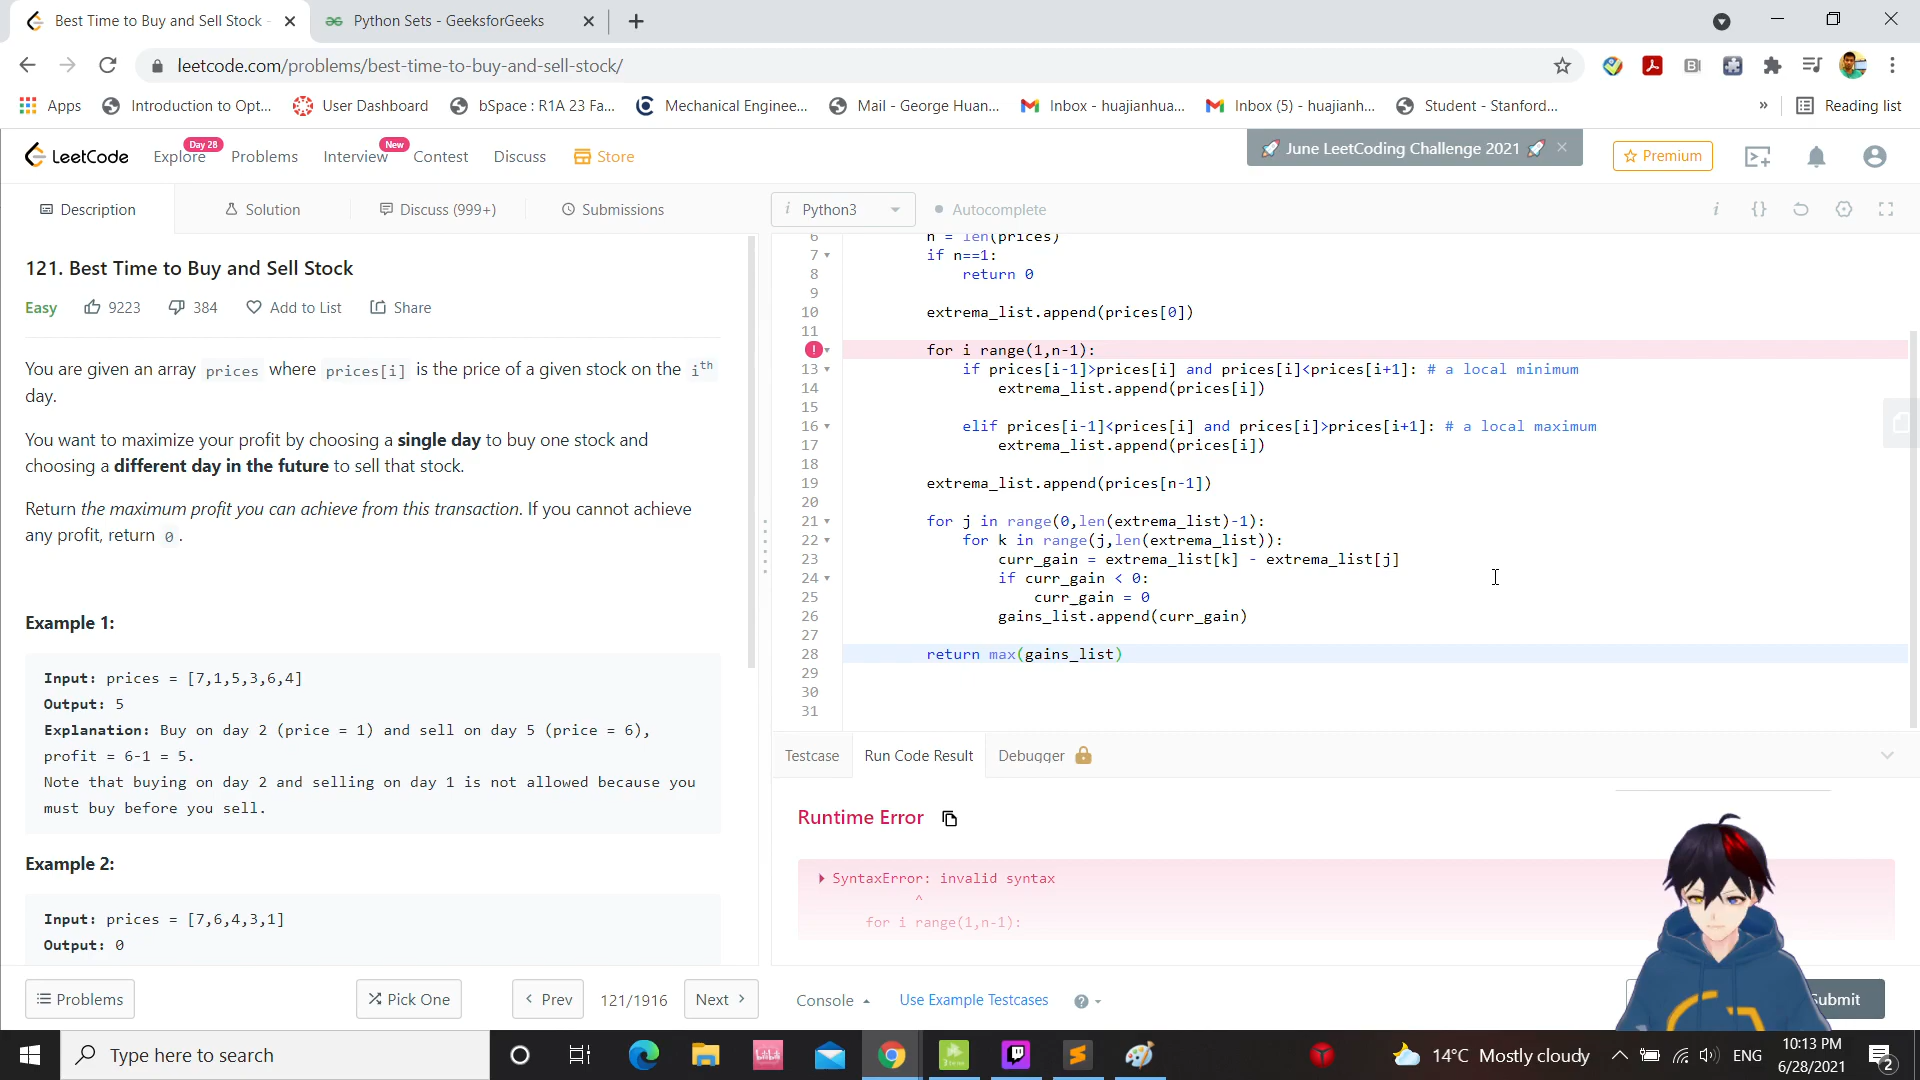 Best Time to Buy and Sell Stock -
Python Sets - GeeksforGeeks
leetcode.com/problems/best-time-to-buy-and-sell-stock/
Apps
Introduction to Opt...
User Dashboard
bSpace : R1A 23 Fa...
Mechanical Enginee...
Mail - George Huan...
Inbox - huajianhua...
Inbox (5) - huajianh...
Student - Stanford...
»
Reading list
LeetCode
Explore
Day 28
Problems
Interview
New
Contest
Discuss
Store
🚀 June LeetCoding Challenge 2021 🚀
Premium
Description
Solution
Discuss (999+)
Submissions
i Python3
Autocomplete
i
{}
121. Best Time to Buy and Sell Stock
Easy
9223
384
Add to List
Share
You are given an array prices where prices[i] is the price of a given stock on the ith
day.
You want to maximize your profit by choosing a single day to buy one stock and
choosing a different day in the future to sell that stock.
Return the maximum profit you can achieve from this transaction. If you cannot achieve
any profit, return 0.
Example 1:
Input: prices = [7,1,5,3,6,4]
Output: 5
Explanation: Buy on day 2 (price = 1) and sell on day 5 (price = 6),
profit = 6-1 = 5.
Note that buying on day 2 and selling on day 1 is not allowed because you
must buy before you sell.
Example 2:
Input: prices = [7,6,4,3,1]
Output: 0
6 n = len(prices)
7 if n==1:
8 return 0
9
10 extrema_list.append(prices[0])
11
! for i range(1,n-1):
13 if prices[i-1]>prices[i] and prices[i]<prices[i+1]: # a local minimum
14 extrema_list.append(prices[i])
15
16 elif prices[i-1]<prices[i] and prices[i]>prices[i+1]: # a local maximum
17 extrema_list.append(prices[i])
18
19 extrema_list.append(prices[n-1])
20
21 for j in range(0,len(extrema_list)-1):
22 for k in range(j,len(extrema_list)):
23 curr_gain = extrema_list[k] - extrema_list[j]
24 if curr_gain < 0:
25 curr_gain = 0
26 gains_list.append(curr_gain)
27
28 return max(gains_list)
29
30
31
Testcase
Run Code Result
Debugger
Runtime Error
SyntaxError: invalid syntax
^
for i range(1,n-1):
Problems
Pick One
Prev
121/1916
Next
Console
Use Example Testcases
?
Submit
Type here to search
14°C Mostly cloudy
ENG
10:13 PM
6/28/2021
2